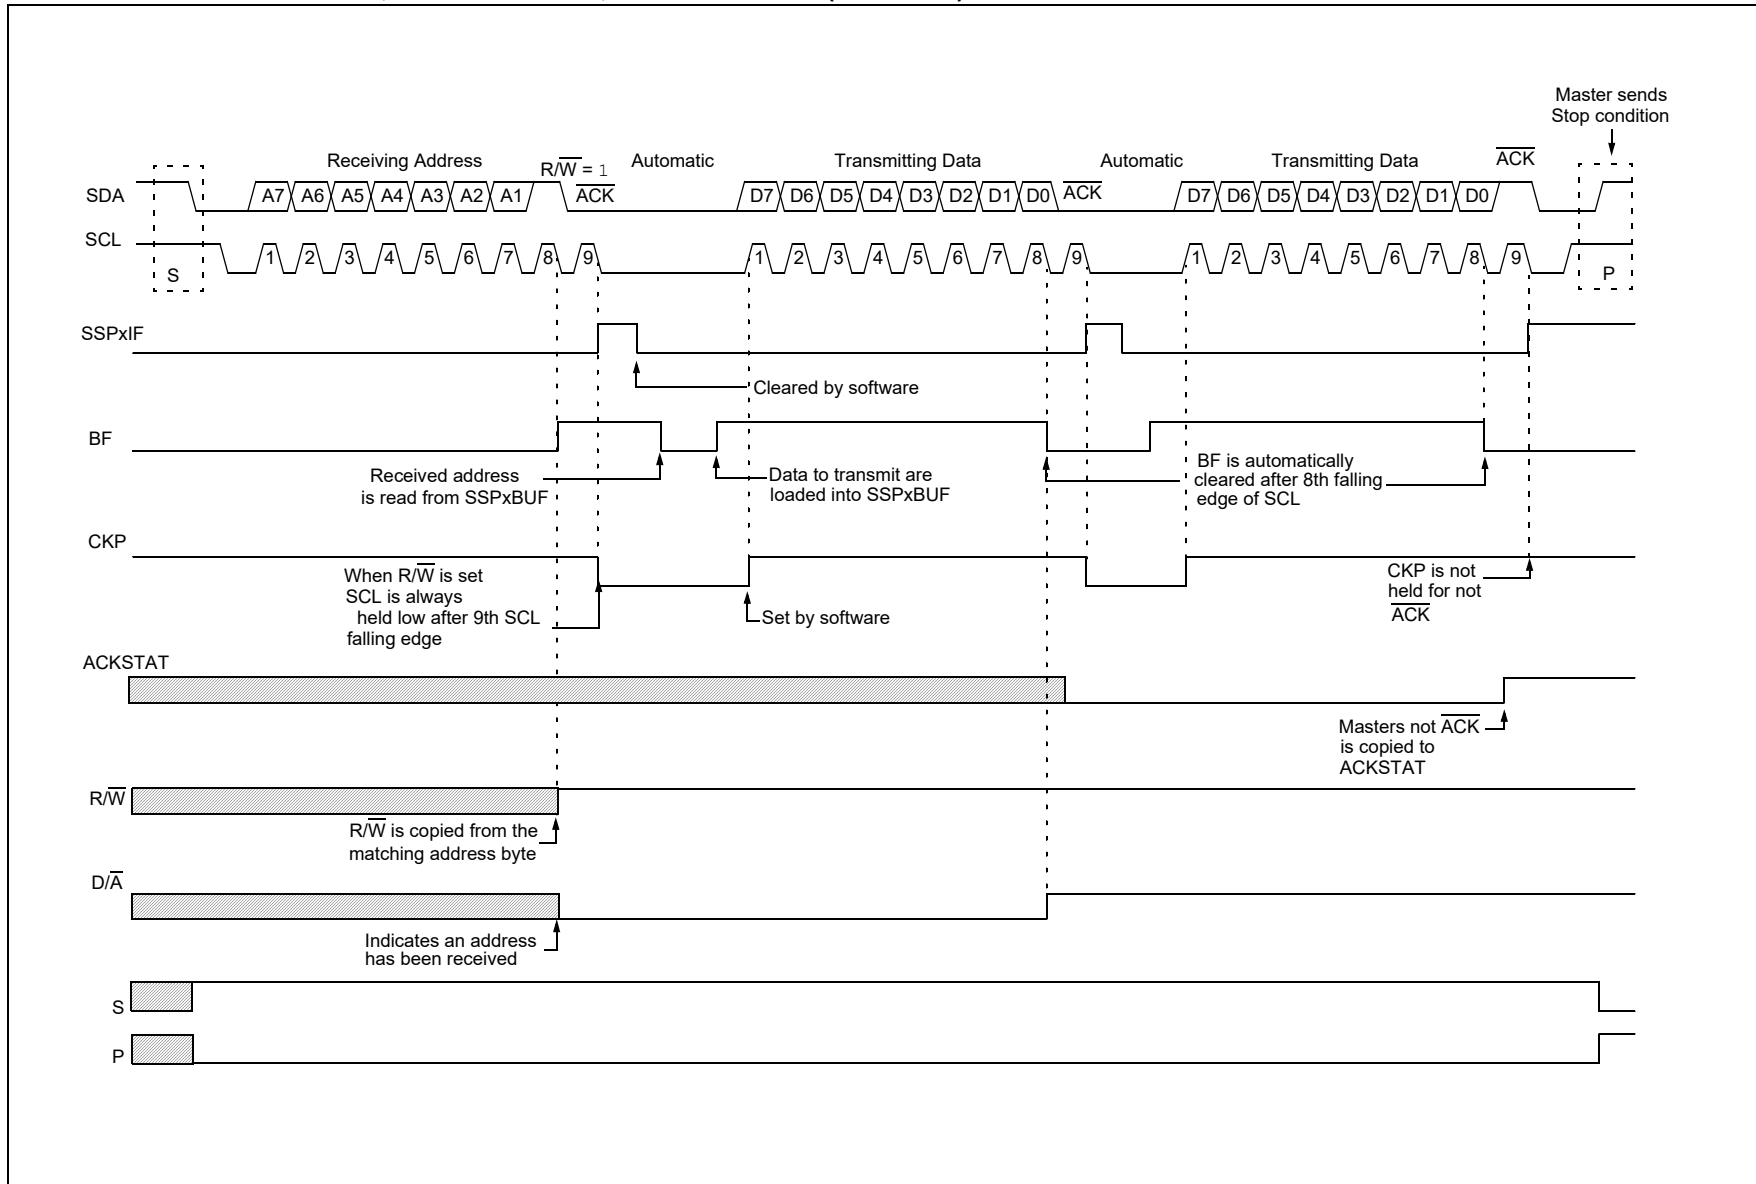 Master sends
Stop condition
Receiving Address
R/W̅ = 1
Automatic
Transmitting Data
Automatic
Transmitting Data
A̅C̅K̅
SDA
A7 A6 A5 A4 A3 A2 A1
A̅C̅K̅
D7 D6 D5 D4 D3 D2 D1 D0
A̅C̅K̅
D7 D6 D5 D4 D3 D2 D1 D0
SCL
S
1 2 3 4 5 6 7 8 9
1 2 3 4 5 6 7 8 9
1 2 3 4 5 6 7 8 9
P
SSPxIF
Cleared by software
BF
Received address
is read from SSPxBUF
Data to transmit are
loaded into SSPxBUF
BF is automatically
cleared after 8th falling
edge of SCL
CKP
When R/W̅ is set
SCL is always
held low after 9th SCL
falling edge
Set by software
CKP is not
held for not
A̅C̅K̅
ACKSTAT
Masters not A̅C̅K̅
is copied to
ACKSTAT
R/W̅
R/W̅ is copied from the
matching address byte
D/A̅
Indicates an address
has been received
S
P